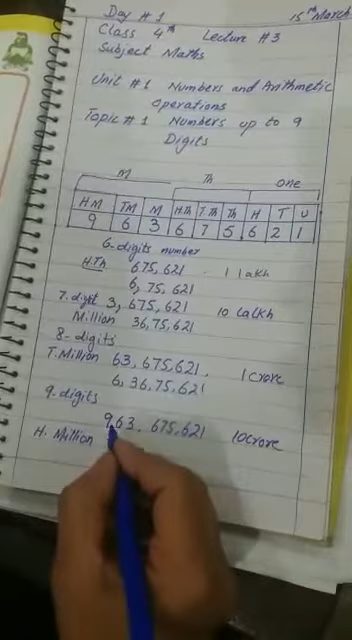 Day # 1 15th March
Class 4th Lecture # 3
Subject Maths
Unit # 1 Numbers and Arithmetic
Operations
Topic # 1 Numbers up to 9
Digits
M Th One
HM TM M H.Th T.Th Th H T U
9 6 3 6 7 5 6 2 1
6-digits number
H.Th 675,621 1 lakh
6,75,621
7.digit 3,675,621 10 lalkh
Million 36,75,621
8-digits
T.Million 63,675,621, 1 crore
6,36,75,621
9-digits
963,675,621 10 crore
H. Million